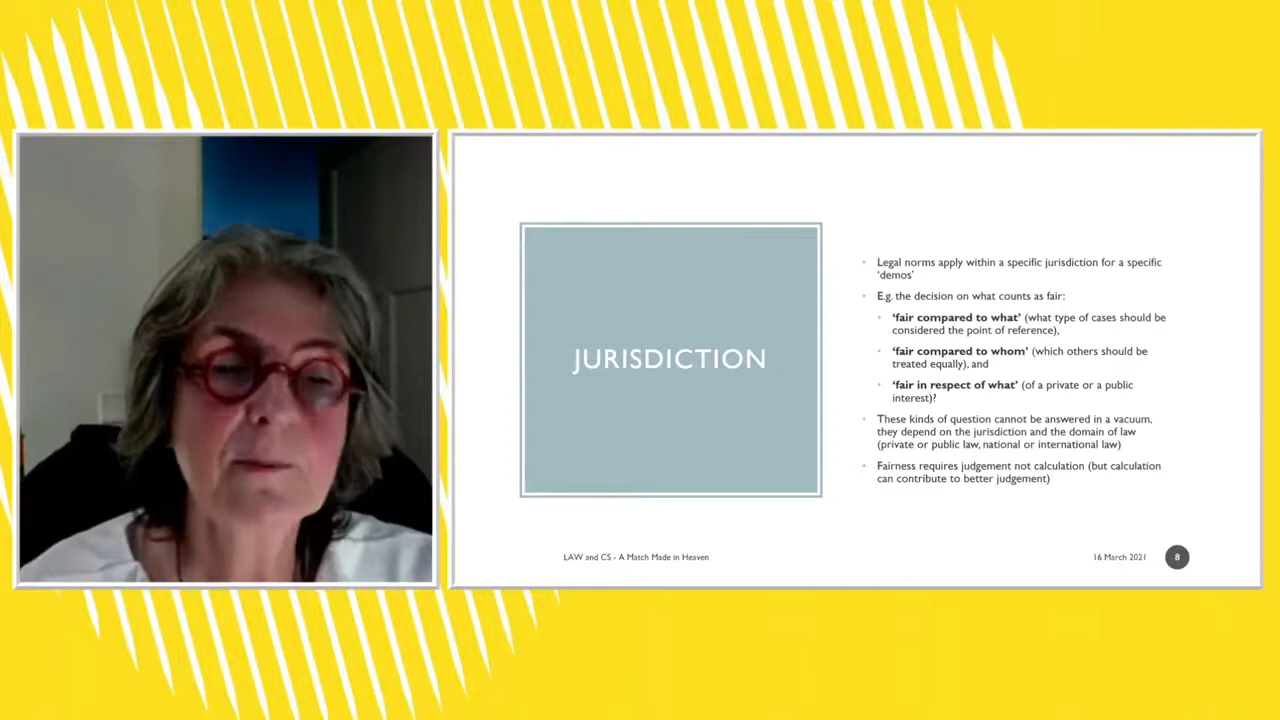 JURISDICTION
Legal norms apply within a specific jurisdiction for a specific
‘demos’
E.g. the decision on what counts as fair:
‘fair compared to what’ (what type of cases should be
considered the point of reference),
‘fair compared to whom’ (which others should be
treated equally), and
‘fair in respect of what’ (of a private or a public
interest)?
These kinds of question cannot be answered in a vacuum,
they depend on the jurisdiction and the domain of law
(private or public law, national or international law)
Fairness requires judgement not calculation (but calculation
can contribute to better judgement)
LAW and CS - A Match Made in Heaven
16 March 2021
8